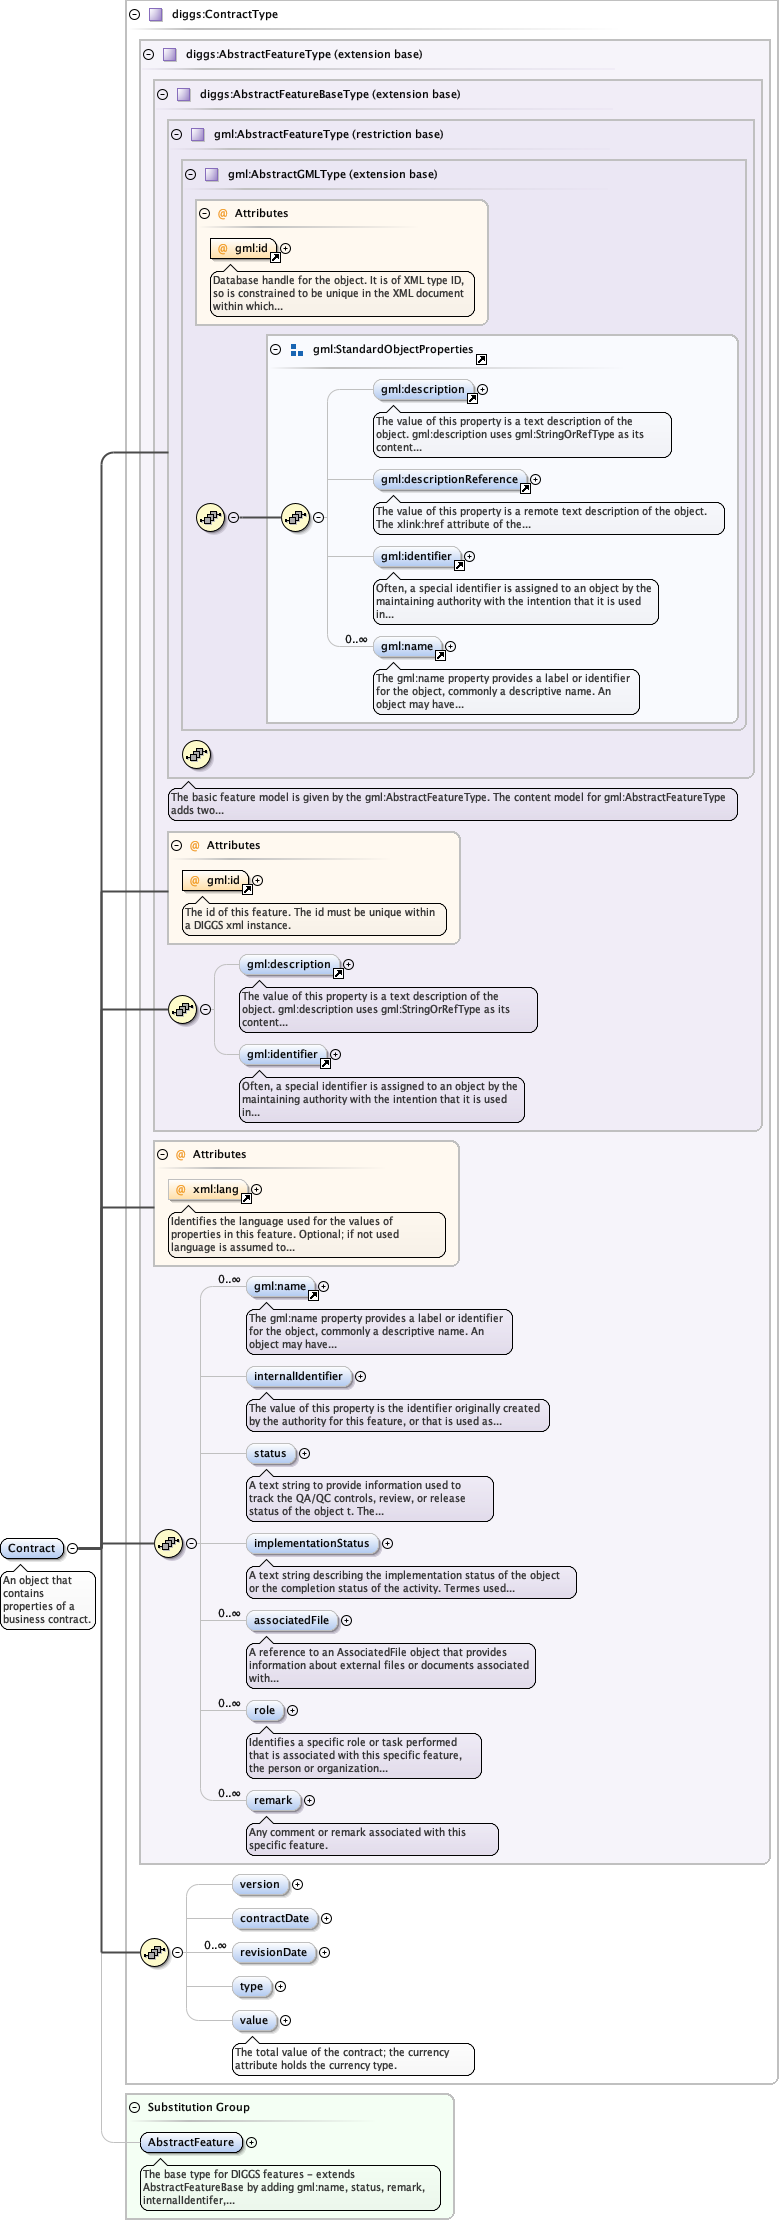 diggs:ContractType
diggs:AbstractFeatureType (extension base)
diggs:AbstractFeatureBaseType (extension base)
gml:AbstractFeatureType (restriction base)
gml:AbstractGMLType (extension base)
@ Attributes
@ gml:id
Database handle for the object. It is of XML type ID,
so is constrained to be unique in the XML document
within which...
gml:StandardObjectProperties
gml:description
The value of this property is a text description of the
object. gml:description uses gml:StringOrRefType as its
content...
gml:descriptionReference
The value of this property is a remote text description of the object.
The xlink:href attribute of the...
gml:identifier
Often, a special identifier is assigned to an object by the
maintaining authority with the intention that it is used
in...
0..∞
gml:name
The gml:name property provides a label or identifier
for the object, commonly a descriptive name. An
object may have...
The basic feature model is given by the gml:AbstractFeatureType. The content model for gml:AbstractFeatureType
adds two...
@ Attributes
@ gml:id
The id of this feature. The id must be unique within
a DIGGS xml instance.
gml:description
The value of this property is a text description of the
object. gml:description uses gml:StringOrRefType as its
content...
gml:identifier
Often, a special identifier is assigned to an object by the
maintaining authority with the intention that it is used
in...
@ Attributes
@ xml:lang
Identifies the language used for the values of
properties in this feature. Optional; if not used
language is assumed to...
0..∞
gml:name
The gml:name property provides a label or identifier
for the object, commonly a descriptive name. An
object may have...
internalIdentifier
The value of this property is the identifier originally created
by the authority for this feature, or that is used as...
status
A text string to provide information used to
track the QA/QC controls, review, or release
status of the object t. The...
Contract
An object that
contains
properties of a
business contract.
implementationStatus
A text string describing the implementation status of the object
or the completion status of the activity. Termes used...
0..∞
associatedFile
A reference to an AssociatedFile object that provides
information about external files or documents associated
with...
0..∞
role
Identifies a specific role or task performed
that is associated with this specific feature,
the person or organization...
0..∞
remark
Any comment or remark associated with this
specific feature.
version
contractDate
0..∞
revisionDate
type
value
The total value of the contract; the currency
attribute holds the currency type.
Substitution Group
AbstractFeature
The base type for DIGGS features - extends
AbstractFeatureBase by adding gml:name, status, remark,
internalIdentifer,...